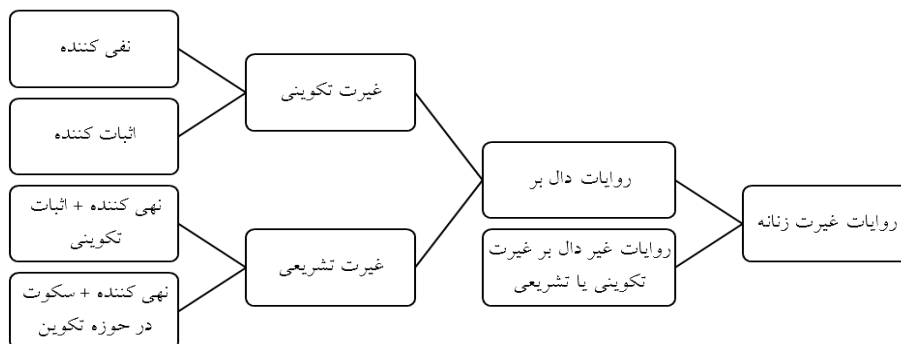 روایات غیرت زنانه
روایات دال بر
روایات غیر دال بر غیرت
تکوینی یا تشریعی
غیرت تکوینی
غیرت تشریعی
نفی کننده
اثبات کننده
نهی کننده + اثبات
تکوینی
نهی کننده + سکوت
در حوزه تکوین